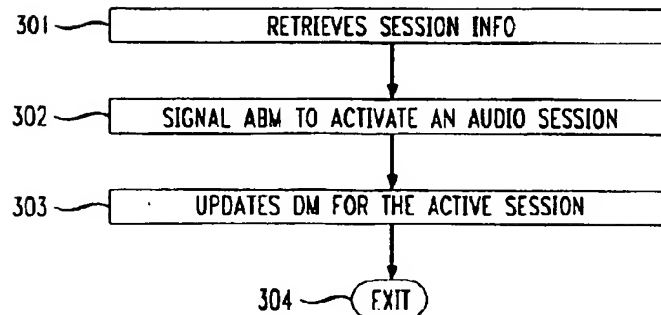 301 RETRIEVES SESSION INFO
302 SIGNAL ABM TO ACTIVATE AN AUDIO SESSION
303 UPDATES DM FOR THE ACTIVE SESSION
304 EXIT